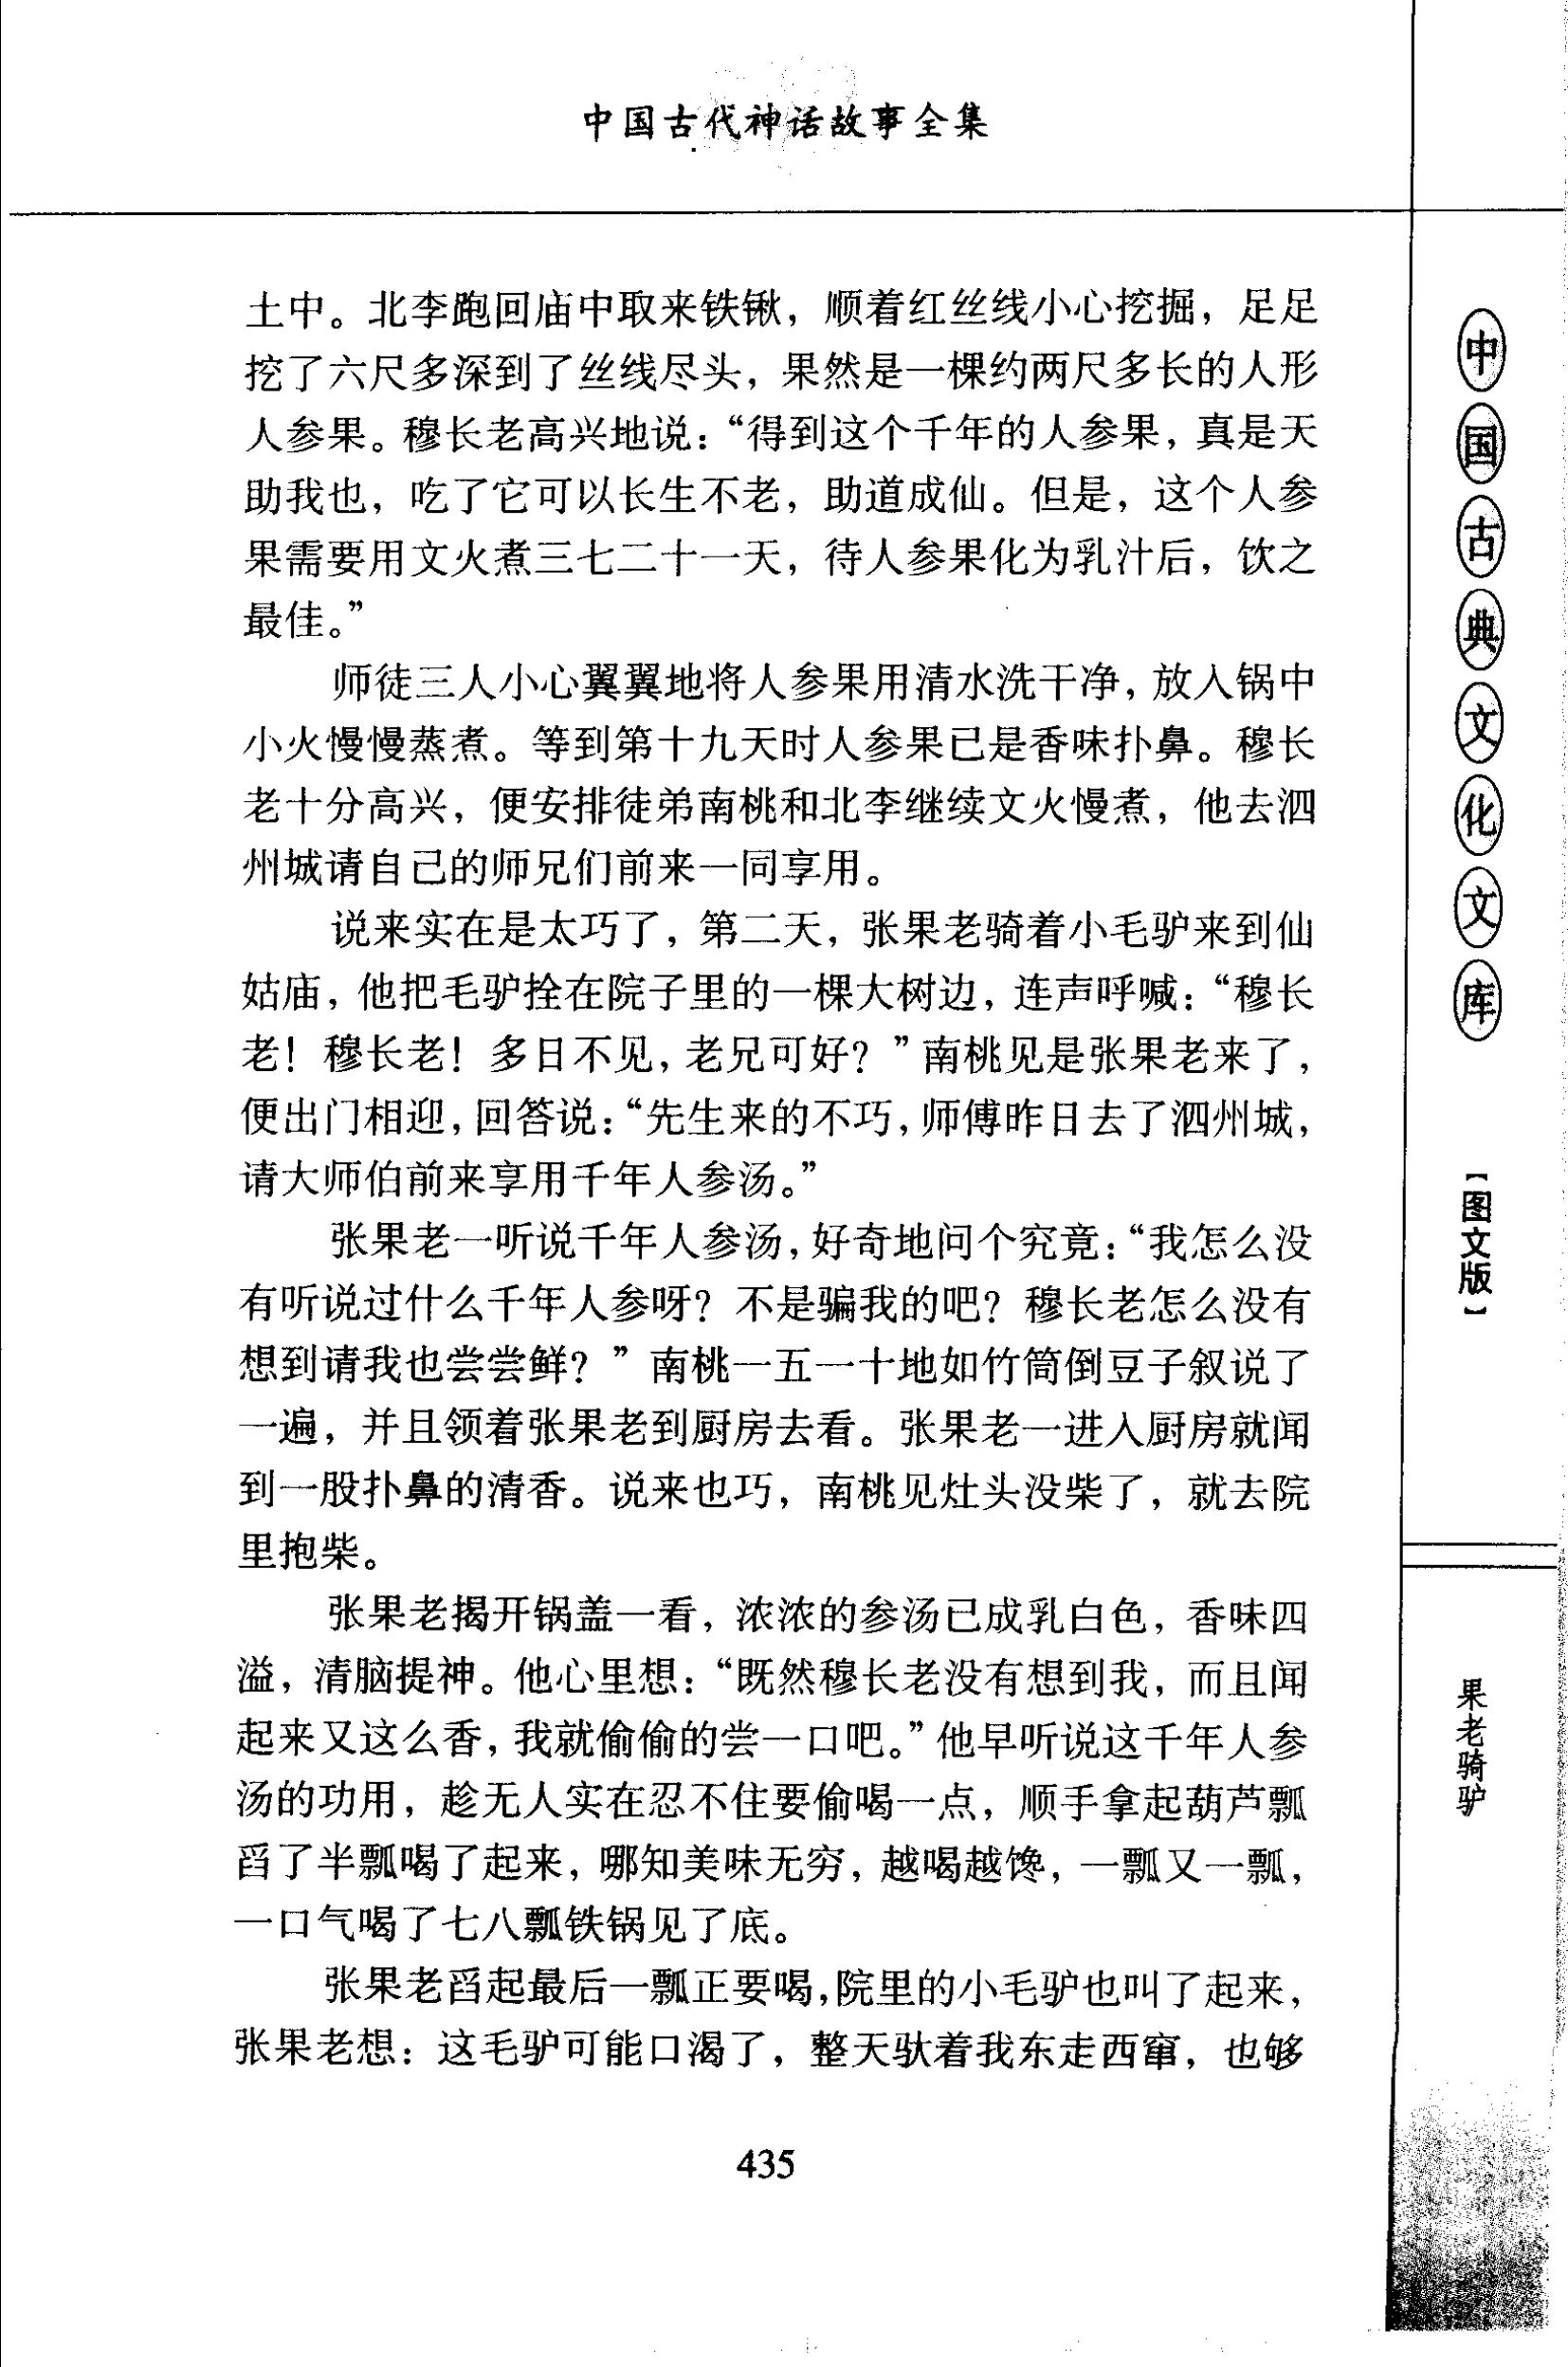 中国古代神话故事全集
土中。北李跑回庙中取来铁锹，顺着红丝线小心挖掘，足足
挖了六尺多深到了丝线尽头，果然是一棵约两尺多长的人形
人参果。穆长老高兴地说：“得到这个千年的人参果，真是天
助我也，吃了它可以长生不老，助道成仙。但是，这个人参
果需要用文火煮三七二十一天，待人参果化为乳汁后，饮之
最佳。”
师徒三人小心翼翼地将人参果用清水洗干净，放入锅中
小火慢慢蒸煮。等到第十九天时人参果已是香味扑鼻。穆长
老十分高兴，便安排徒弟南桃和北李继续文火慢煮，他去泗
州城请自己的师兄们前来一同享用。
说来实在是太巧了，第二天，张果老骑着小毛驴来到仙
姑庙，他把毛驴拴在院子里的一棵大树边，连声呼喊：“穆长
老！穆长老！多日不见，老兄可好？”南桃见是张果老来了，
便出门相迎，回答说：“先生来的不巧，师傅昨日去了泗州城，
请大师伯前来享用千年人参汤。”
张果老一听说千年人参汤，好奇地问个究竟：“我怎么没
有听说过什么千年人参呀？不是骗我的吧？穆长老怎么没有
想到请我也尝尝鲜？”南桃一五一十地如竹筒倒豆子叙说了
一遍，并且领着张果老到厨房去看。张果老一进入厨房就闻
到一股扑鼻的清香。说来也巧，南桃见灶头没柴了，就去院
里抱柴。
张果老揭开锅盖一看，浓浓的参汤已成乳白色，香味四
溢，清脑提神。他心里想：“既然穆长老没有想到我，而且闻
起来又这么香，我就偷偷的尝一口吧。”他早听说这千年人参
汤的功用，趁无人实在忍不住要偷喝一点，顺手拿起葫芦瓢
舀了半瓢喝了起来，哪知美味无穷，越喝越馋，一瓢又一瓢，
一口气喝了七八瓢铁锅见了底。
张果老舀起最后一瓢正要喝，院里的小毛驴也叫了起来，
张果老想：这毛驴可能口渴了，整天驮着我东走西窜，也够
435
中国古典文化文库
【图文版】
果老骑驴